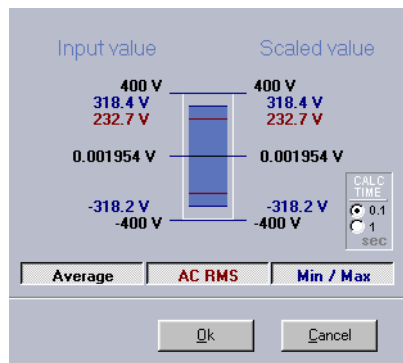 Input value Scaled value
400 V 400 V
318.4 V 318.4 V
232.7 V 232.7 V
0.001954 V 0.001954 V
CALC
TIME
-318.2 V -318.2 V 0.1
-400 V -400 V 1
sec
Average AC RMS Min / Max
Ok Cancel